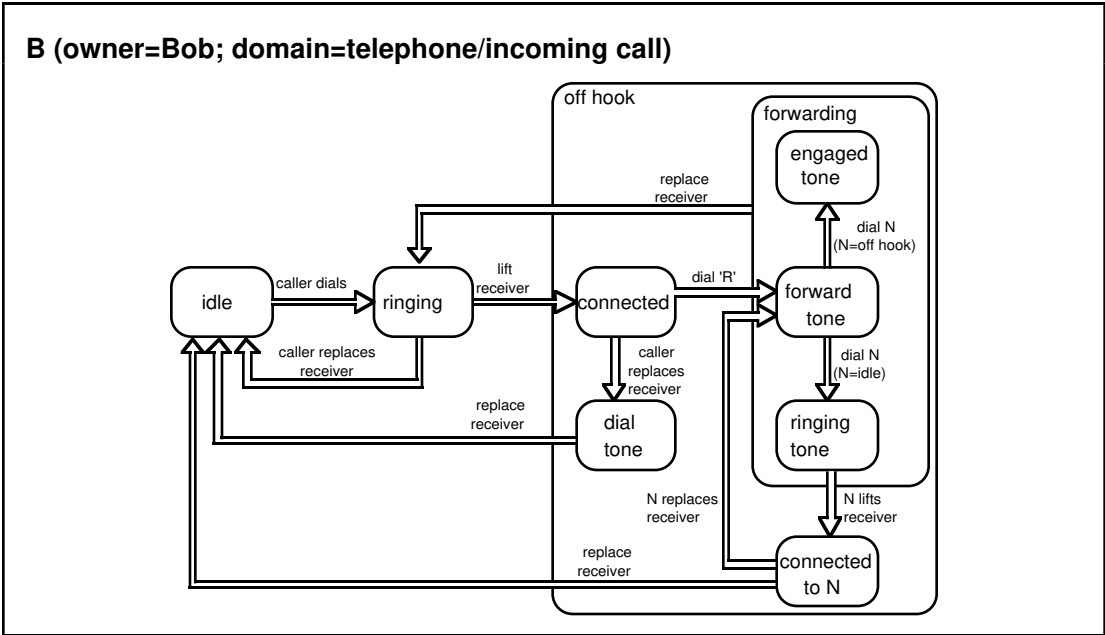 B (owner=Bob; domain=telephone/incoming call)
off hook
forwarding
engaged
tone
replace
receiver
dial N
(N=off hook)
idle
caller dials
ringing
lift
receiver
connected
dial 'R'
forward
tone
caller replaces
receiver
caller
replaces
receiver
dial N
(N=idle)
replace
receiver
dial
tone
ringing
tone
N replaces
receiver
N lifts
receiver
replace
receiver
connected
to N